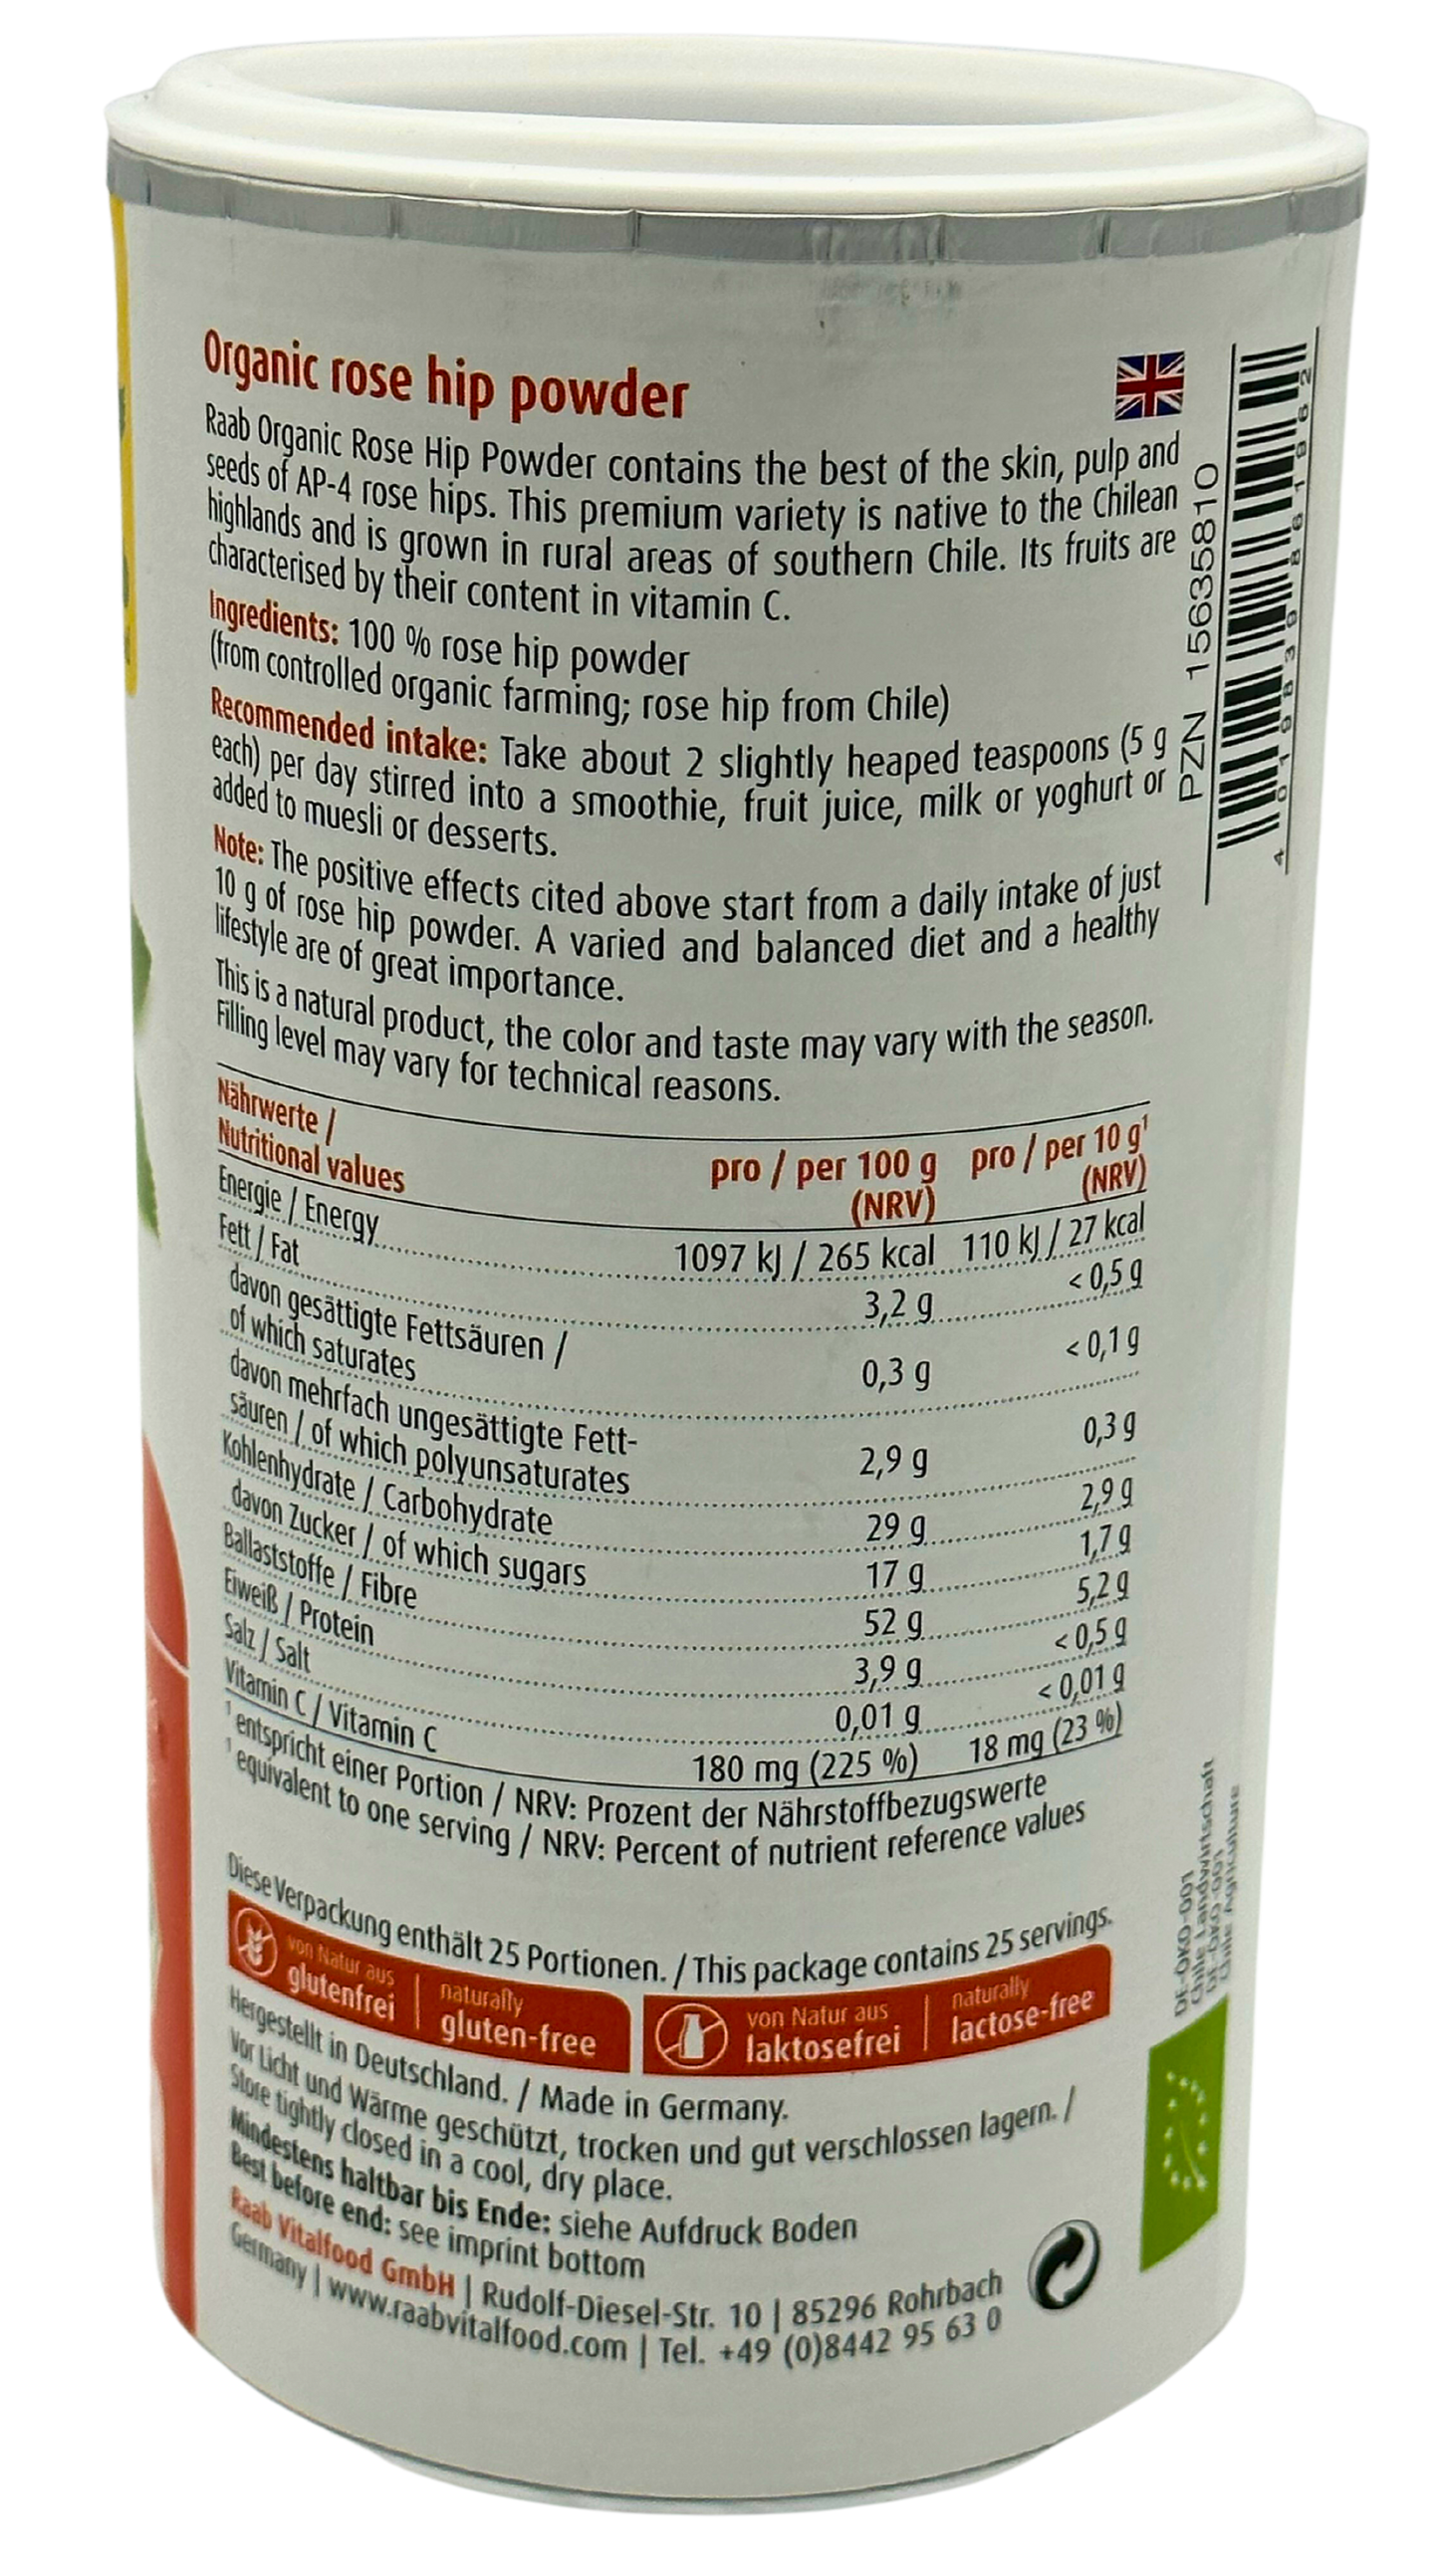 Organic rose hip powder
Raab Organic Rose Hip Powder contains the best of the skin, pulp and
seeds of AP-4 rose hips. This premium variety is native to the Chilean
highlands and is grown in rural areas of southern Chile. Its fruits are
characterised by their content in vitamin C.
Ingredients: 100 % rose hip powder
(from controlled organic farming; rose hip from Chile)
Recommended intake: Take about 2 slightly heaped teaspoons (5 g
each) per day stirred into a smoothie, fruit juice, milk or yoghurt or
added to muesli or desserts.
Note: The positive effects cited above start from a daily intake of just
10 g of rose hip powder. A varied and balanced diet and a healthy
lifestyle are of great importance.
This is a natural product, the color and taste may vary with the season.
Filling level may vary for technical reasons.
Nährwerte /
Nutritional values pro / per 100 g (NRV) pro / per 10 g¹ (NRV)
Energie / Energy 1097 kJ / 265 kcal 110 kJ / 27 kcal
Fett / Fat 3,2 g < 0,5 g
davon gesättigte Fettsäuren /
of which saturates 0,3 g < 0,1 g
davon mehrfach ungesättigte Fett-
säuren / of which polyunsaturates 2,9 g 0,3 g
Kohlenhydrate / Carbohydrate 29 g 2,9 g
davon Zucker / of which sugars 17 g 1,7 g
Ballaststoffe / Fibre 52 g 5,2 g
Eiweiß / Protein 3,9 g < 0,5 g
Salz / Salt 0,01 g < 0,01 g
Vitamin C / Vitamin C 180 mg (225 %) 18 mg (23 %)
¹ entspricht einer Portion / NRV: Prozent der Nährstoffbezugswerte
¹ equivalent to one serving / NRV: Percent of nutrient reference values
Diese Verpackung enthält 25 Portionen. / This package contains 25 servings.
von Natur aus glutenfrei | naturally gluten-free
von Natur aus laktosefrei | naturally lactose-free
Hergestellt in Deutschland. / Made in Germany.
Vor Licht und Wärme geschützt, trocken und gut verschlossen lagern. /
Store tightly closed in a cool, dry place.
Mindestens haltbar bis Ende: siehe Aufdruck Boden
Best before end: see imprint bottom
Raab Vitalfood GmbH | Rudolf-Diesel-Str. 10 | 85296 Rohrbach
Germany | www.raabvitalfood.com | Tel. +49 (0)8442 95 63 0
PZN 15635810
4 019839 861962
DE-ÖKO-001
Chile Landwirtschaft
DE-ÖKO-001
Chile Agriculture